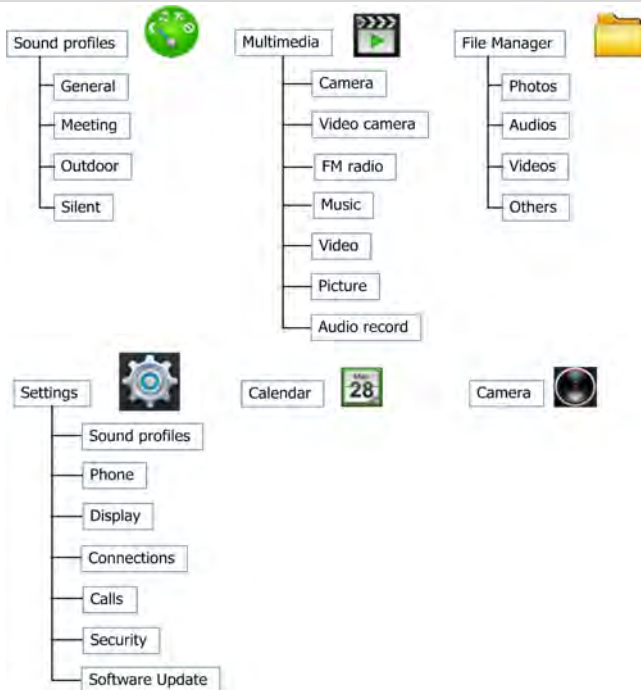 Sound profiles
General
Meeting
Outdoor
Silent
Multimedia
Camera
Video camera
FM radio
Music
Video
Picture
Audio record
File Manager
Photos
Audios
Videos
Others
Settings
Sound profiles
Phone
Display
Connections
Calls
Security
Software Update
Calendar
28
Camera